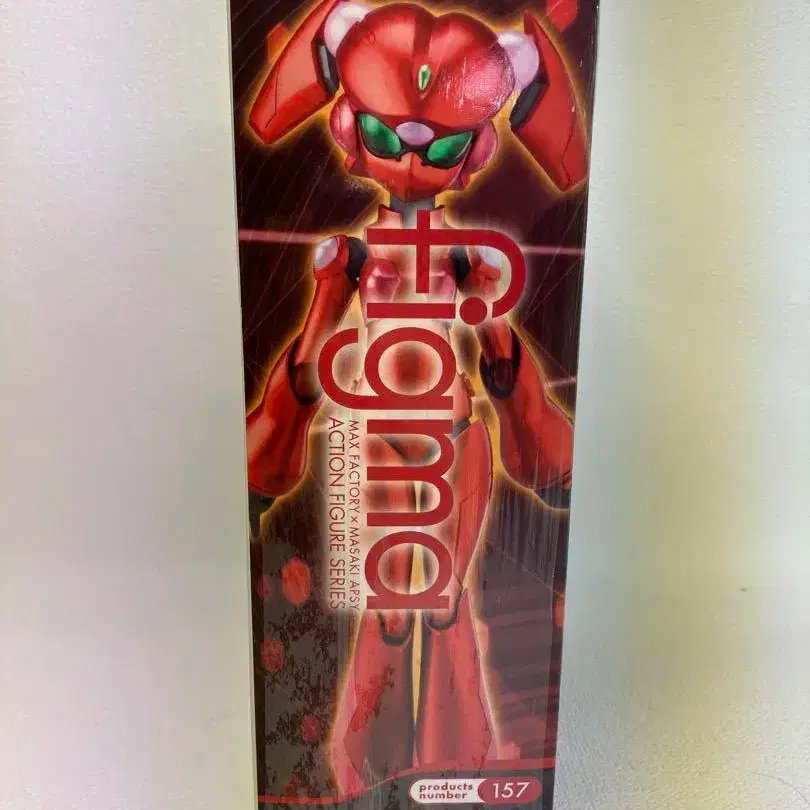 figma
MAX FACTORY × MASAKI APSY
ACTION FIGURE SERIES
products
number
157